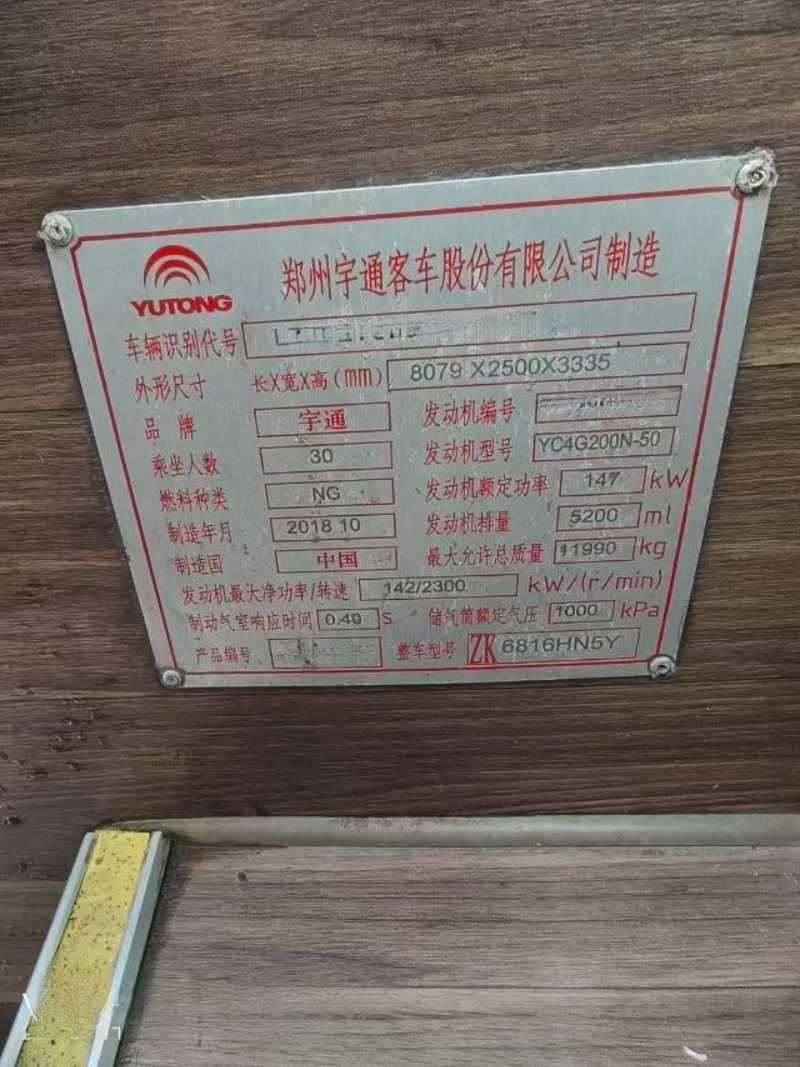 YUTONG
郑州宇通客车股份有限公司制造
车辆识别代号
外形尺寸 长X宽X高(mm) 8079 X2500X3335
品牌 宇通 发动机编号
乘坐人数 30 发动机型号 YC4G200N-50
燃料种类 NG 发动机额定功率 147 kW
制造年月 2018 10 发动机排量 5200 ml
制造国 中国 最大允许总质量 11990 kg
发动机最大净功率/转速 142/2300 kW/(r/min)
制动气室响应时间 0.40 S 储气筒额定气压 1000 kPa
产品编号 整车型号 ZK 6816HN5Y